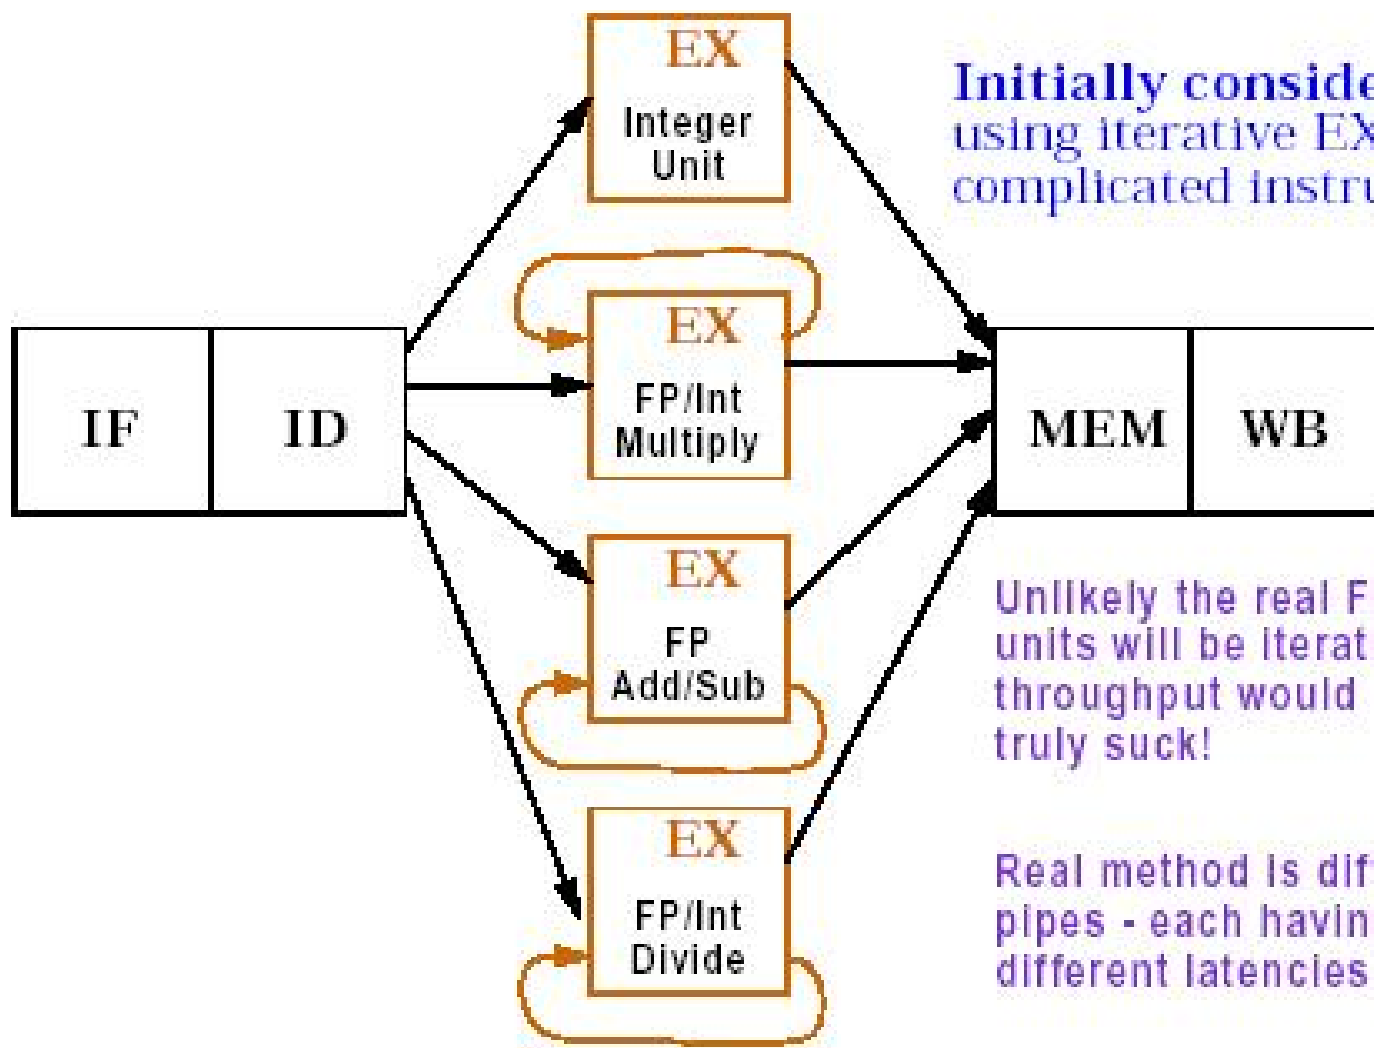 EX
Integer
Unit
Initially conside
using iterative EX
complicated instru
EX
FP/Int
Multiply
IF
ID
MEM
WB
EX
FP
Add/Sub
Unlikely the real F
units will be iterat
throughput would
truly suck!
EX
FP/Int
Divide
Real method is dif
pipes - each havin
different latencies